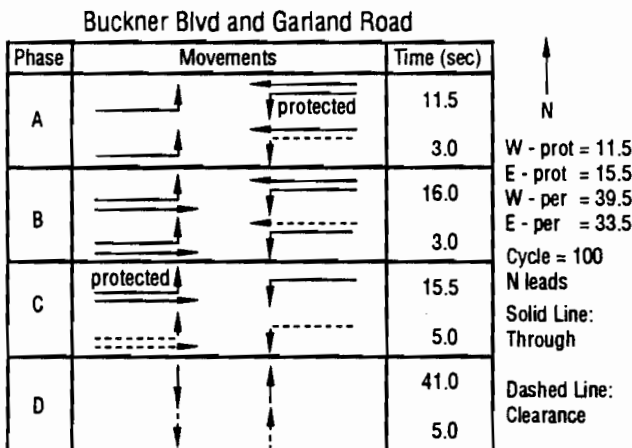 Buckner Blvd and Garland Road
Phase Movements Time (sec)
A
protected
11.5
3.0
B
16.0
3.0
C
protected
15.5
5.0
D
41.0
5.0
N
W - prot = 11.5
E - prot = 15.5
W - per = 39.5
E - per = 33.5
Cycle = 100
N leads
Solid Line:
Through
Dashed Line:
Clearance